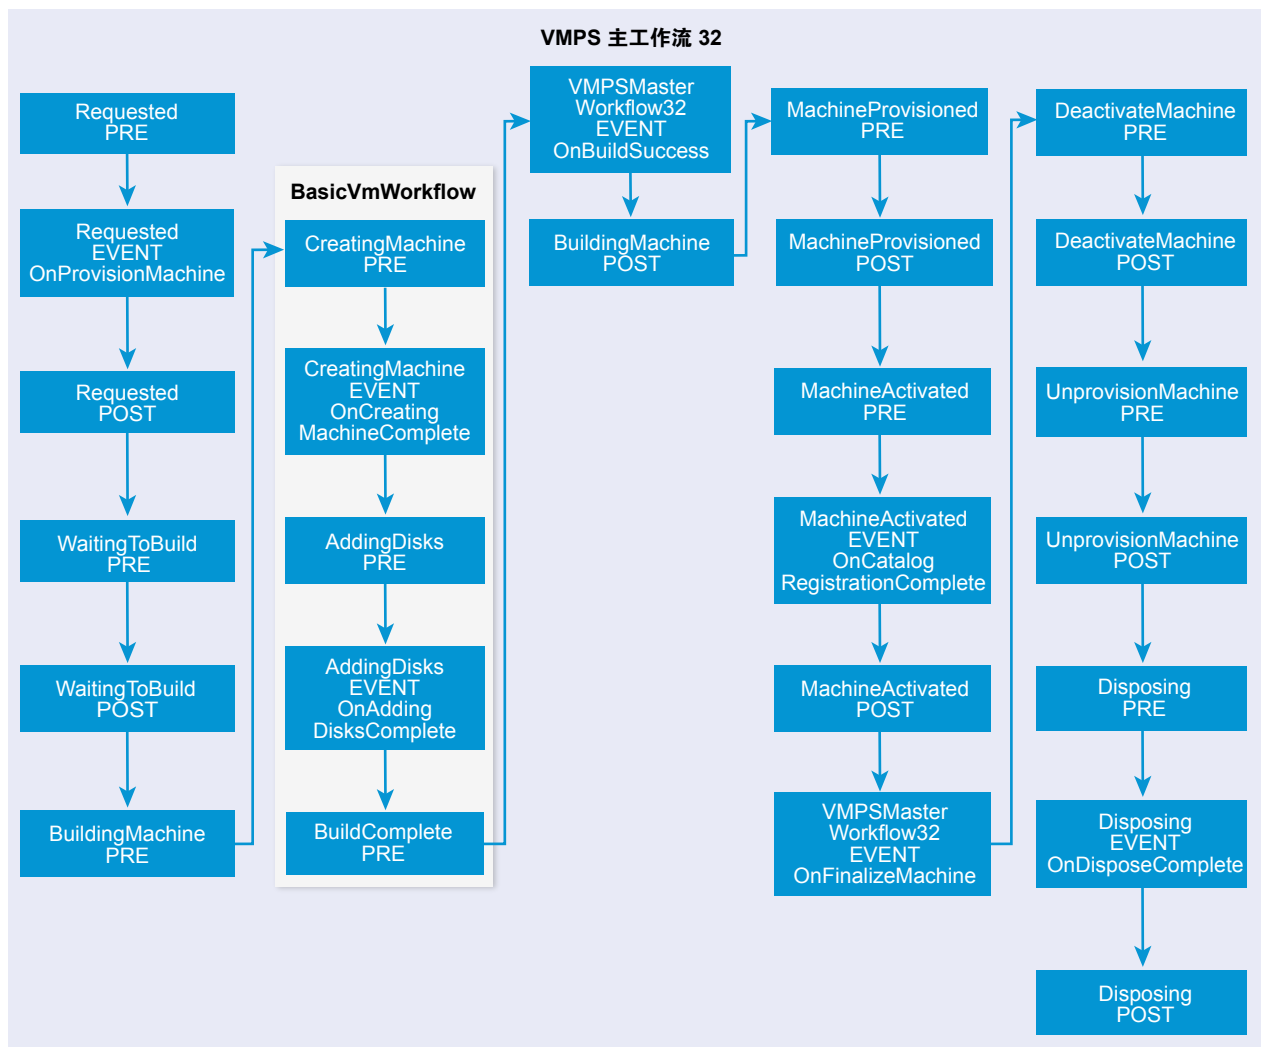 VMPS 主工作流 32
Requested
PRE
Requested
EVENT
OnProvisionMachine
Requested
POST
WaitingToBuild
PRE
WaitingToBuild
POST
BuildingMachine
PRE
BasicVmWorkflow
CreatingMachine
PRE
CreatingMachine
EVENT
OnCreating
MachineComplete
AddingDisks
PRE
AddingDisks
EVENT
OnAdding
DisksComplete
BuildComplete
PRE
VMPSMaster
Workflow32
EVENT
OnBuildSuccess
BuildingMachine
POST
MachineProvisioned
PRE
MachineProvisioned
POST
MachineActivated
PRE
MachineActivated
EVENT
OnCatalog
RegistrationComplete
MachineActivated
POST
VMPSMaster
Workflow32
EVENT
OnFinalizeMachine
DeactivateMachine
PRE
DeactivateMachine
POST
UnprovisionMachine
PRE
UnprovisionMachine
POST
Disposing
PRE
Disposing
EVENT
OnDisposeComplete
Disposing
POST